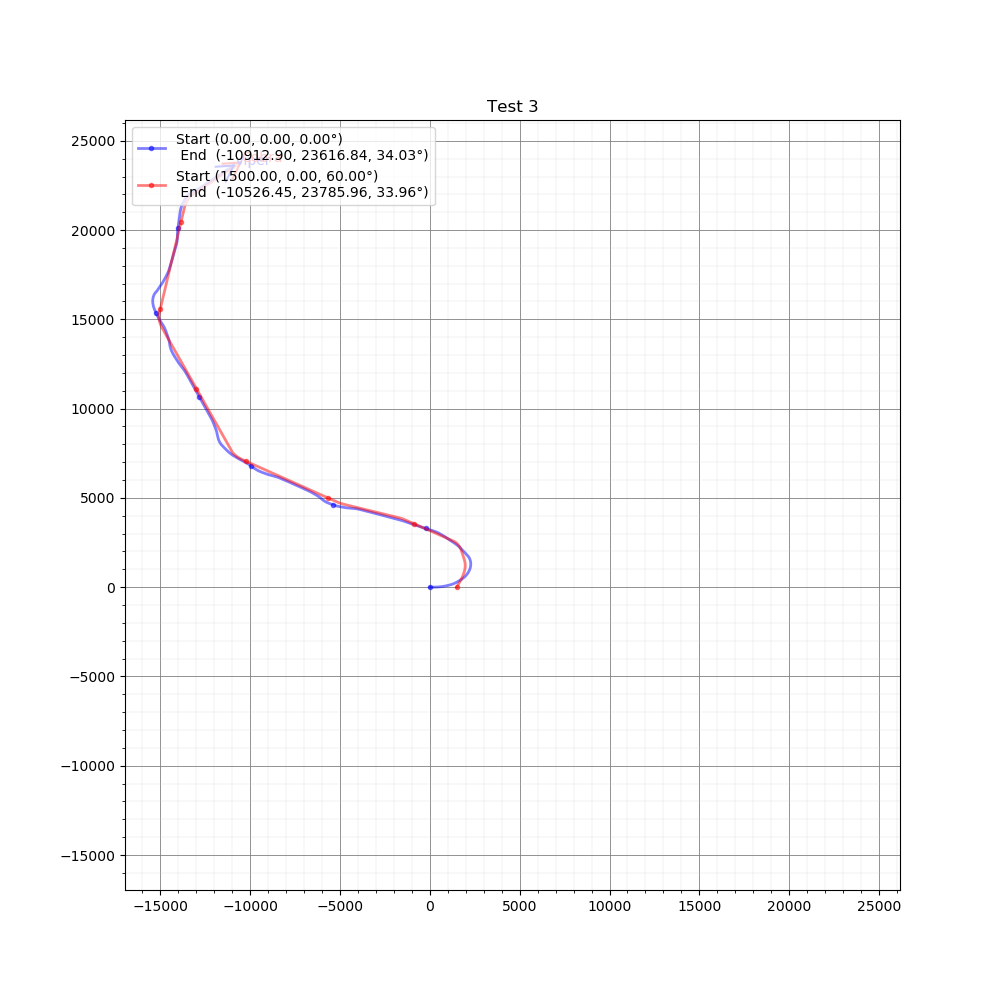 Test 3
Start (0.00, 0.00, 0.00°)
End (-10912.90, 23616.84, 34.03°)
Start (1500.00, 0.00, 60.00°)
End (-10526.45, 23785.96, 33.96°)
25000
20000
15000
10000
5000
0
−5000
−10000
−15000
−15000 −10000 −5000 0 5000 10000 15000 20000 25000